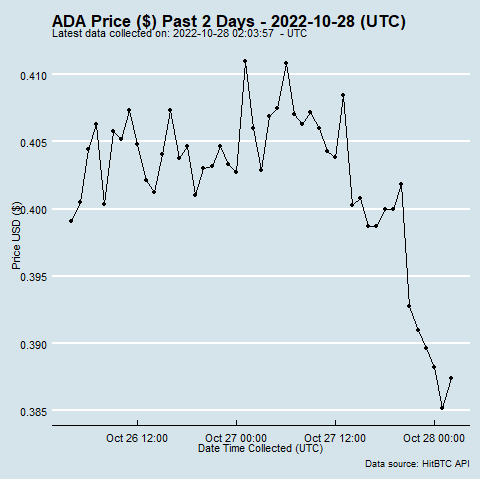 ADA Price ($) Past 2 Days - 2022-10-28 (UTC)
Latest data collected on: 2022-10-28 02:03:57 - UTC
0.410
0.405
0.400
0.395
0.390
0.385
Price USD ($)
Oct 26 12:00 Oct 27 00:00 Oct 27 12:00 Oct 28 00:00
Date Time Collected (UTC)
Data source: HitBTC API